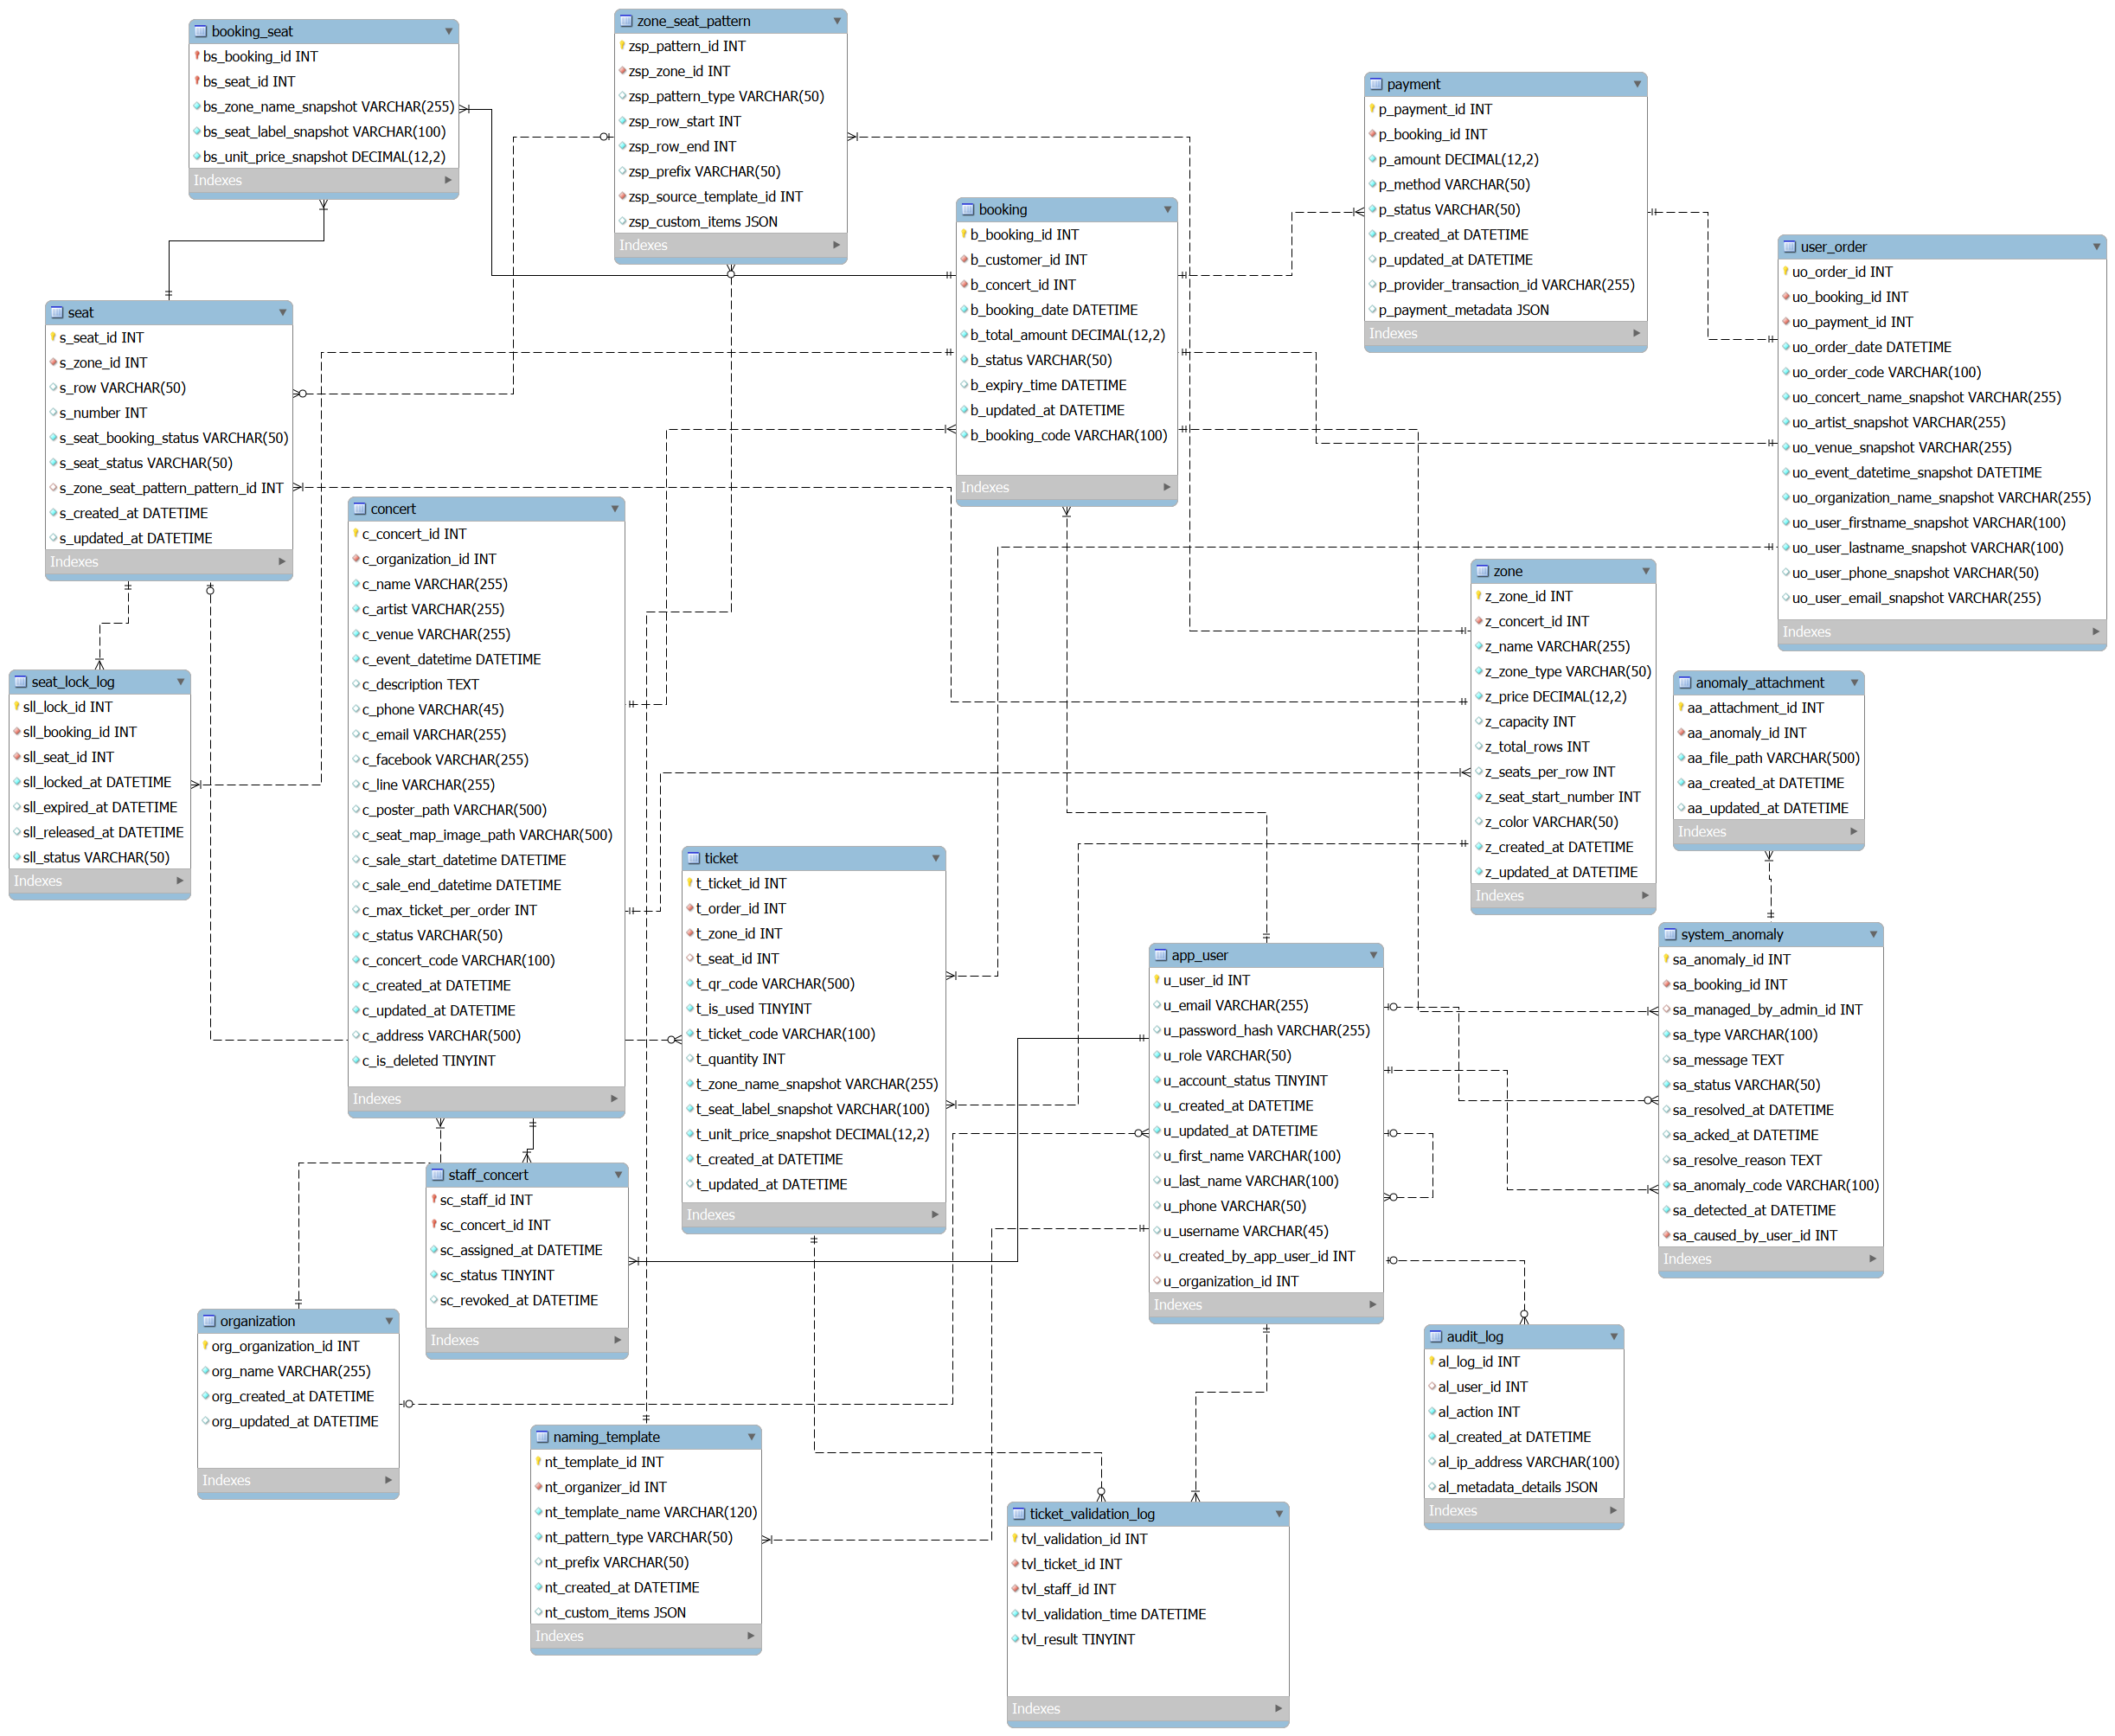 booking_seat
bs_booking_id INT
bs_seat_id INT
bs_zone_name_snapshot VARCHAR(255)
bs_seat_label_snapshot VARCHAR(100)
bs_unit_price_snapshot DECIMAL(12,2)
Indexes
zone_seat_pattern
zsp_pattern_id INT
zsp_zone_id INT
zsp_pattern_type VARCHAR(50)
zsp_row_start INT
zsp_row_end INT
zsp_prefix VARCHAR(50)
zsp_source_template_id INT
zsp_custom_items JSON
Indexes
payment
p_payment_id INT
p_booking_id INT
p_amount DECIMAL(12,2)
p_method VARCHAR(50)
p_status VARCHAR(50)
p_created_at DATETIME
p_updated_at DATETIME
p_provider_transaction_id VARCHAR(255)
p_payment_metadata JSON
Indexes
booking
b_booking_id INT
b_customer_id INT
b_concert_id INT
b_booking_date DATETIME
b_total_amount DECIMAL(12,2)
b_status VARCHAR(50)
b_expiry_time DATETIME
b_updated_at DATETIME
b_booking_code VARCHAR(100)
Indexes
user_order
uo_order_id INT
uo_booking_id INT
uo_payment_id INT
uo_order_date DATETIME
uo_order_code VARCHAR(100)
uo_concert_name_snapshot VARCHAR(255)
uo_artist_snapshot VARCHAR(255)
uo_venue_snapshot VARCHAR(255)
uo_event_datetime_snapshot DATETIME
uo_organization_name_snapshot VARCHAR(255)
uo_user_firstname_snapshot VARCHAR(100)
uo_user_lastname_snapshot VARCHAR(100)
uo_user_phone_snapshot VARCHAR(50)
uo_user_email_snapshot VARCHAR(255)
Indexes
seat
s_seat_id INT
s_zone_id INT
s_row VARCHAR(50)
s_number INT
s_seat_booking_status VARCHAR(50)
s_seat_status VARCHAR(50)
s_zone_seat_pattern_pattern_id INT
s_created_at DATETIME
s_updated_at DATETIME
Indexes
concert
c_concert_id INT
c_organization_id INT
c_name VARCHAR(255)
c_artist VARCHAR(255)
c_venue VARCHAR(255)
c_event_datetime DATETIME
c_description TEXT
c_phone VARCHAR(45)
c_email VARCHAR(255)
c_facebook VARCHAR(255)
c_line VARCHAR(255)
c_poster_path VARCHAR(500)
c_seat_map_image_path VARCHAR(500)
c_sale_start_datetime DATETIME
c_sale_end_datetime DATETIME
c_max_ticket_per_order INT
c_status VARCHAR(50)
c_concert_code VARCHAR(100)
c_created_at DATETIME
c_updated_at DATETIME
c_address VARCHAR(500)
c_is_deleted TINYINT
Indexes
zone
z_zone_id INT
z_concert_id INT
z_name VARCHAR(255)
z_zone_type VARCHAR(50)
z_price DECIMAL(12,2)
z_capacity INT
z_total_rows INT
z_seats_per_row INT
z_seat_start_number INT
z_color VARCHAR(50)
z_created_at DATETIME
z_updated_at DATETIME
Indexes
seat_lock_log
sll_lock_id INT
sll_booking_id INT
sll_seat_id INT
sll_locked_at DATETIME
sll_expired_at DATETIME
sll_released_at DATETIME
sll_status VARCHAR(50)
Indexes
anomaly_attachment
aa_attachment_id INT
aa_anomaly_id INT
aa_file_path VARCHAR(500)
aa_created_at DATETIME
aa_updated_at DATETIME
Indexes
ticket
t_ticket_id INT
t_order_id INT
t_zone_id INT
t_seat_id INT
t_qr_code VARCHAR(500)
t_is_used TINYINT
t_ticket_code VARCHAR(100)
t_quantity INT
t_zone_name_snapshot VARCHAR(255)
t_seat_label_snapshot VARCHAR(100)
t_unit_price_snapshot DECIMAL(12,2)
t_created_at DATETIME
t_updated_at DATETIME
Indexes
app_user
u_user_id INT
u_email VARCHAR(255)
u_password_hash VARCHAR(255)
u_role VARCHAR(50)
u_account_status TINYINT
u_created_at DATETIME
u_updated_at DATETIME
u_first_name VARCHAR(100)
u_last_name VARCHAR(100)
u_phone VARCHAR(50)
u_username VARCHAR(45)
u_created_by_app_user_id INT
u_organization_id INT
Indexes
system_anomaly
sa_anomaly_id INT
sa_booking_id INT
sa_managed_by_admin_id INT
sa_type VARCHAR(100)
sa_message TEXT
sa_status VARCHAR(50)
sa_resolved_at DATETIME
sa_acked_at DATETIME
sa_resolve_reason TEXT
sa_anomaly_code VARCHAR(100)
sa_detected_at DATETIME
sa_caused_by_user_id INT
Indexes
staff_concert
sc_staff_id INT
sc_concert_id INT
sc_assigned_at DATETIME
sc_status TINYINT
sc_revoked_at DATETIME
Indexes
organization
org_organization_id INT
org_name VARCHAR(255)
org_created_at DATETIME
org_updated_at DATETIME
Indexes
audit_log
al_log_id INT
al_user_id INT
al_action INT
al_created_at DATETIME
al_ip_address VARCHAR(100)
al_metadata_details JSON
Indexes
naming_template
nt_template_id INT
nt_organizer_id INT
nt_template_name VARCHAR(120)
nt_pattern_type VARCHAR(50)
nt_prefix VARCHAR(50)
nt_created_at DATETIME
nt_custom_items JSON
Indexes
ticket_validation_log
tvl_validation_id INT
tvl_ticket_id INT
tvl_staff_id INT
tvl_validation_time DATETIME
tvl_result TINYINT
Indexes